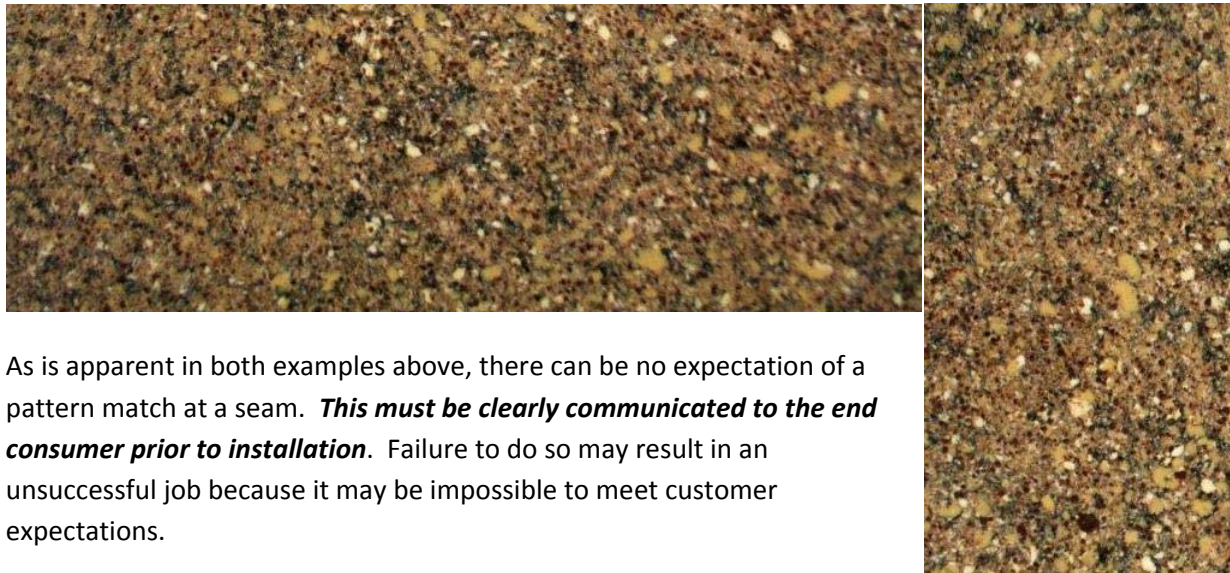 As is apparent in both examples above, there can be no expectation of a
pattern match at a seam.  This must be clearly communicated to the end
consumer prior to installation.  Failure to do so may result in an
unsuccessful job because it may be impossible to meet customer
expectations.